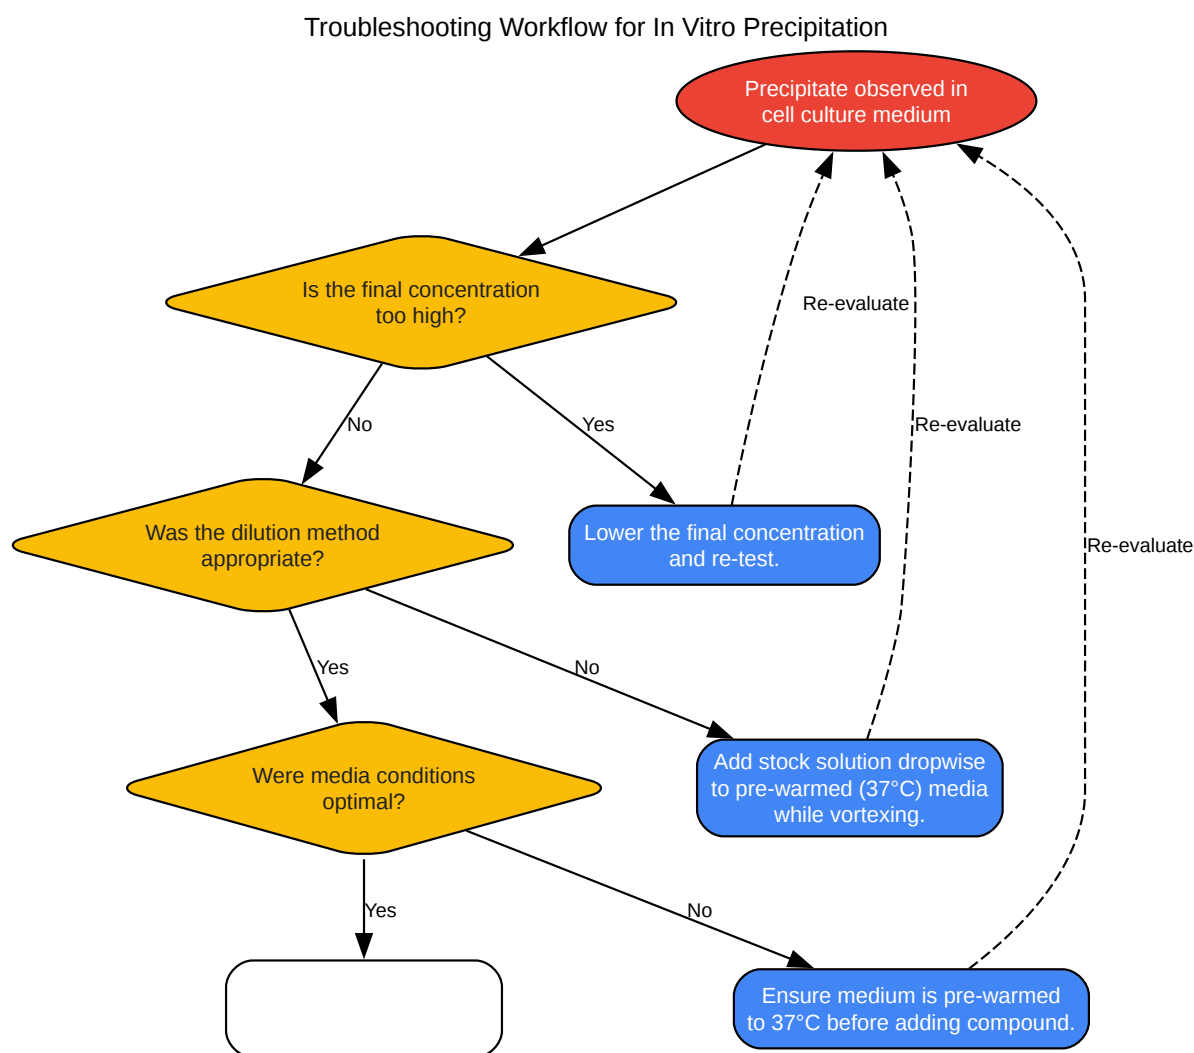 Troubleshooting Workflow for In Vitro Precipitation
Precipitate observed in
cell culture medium
Is the final concentration
too high?
Re-evaluate
No
Yes
Re-evaluate
Was the dilution method
appropriate?
Lower the final concentration
and re-test.
Re-evaluate
Yes
No
Were media conditions
optimal?
Add stock solution dropwise
to pre-warmed (37°C) media
while vortexing.
Yes
No
Ensure medium is pre-warmed
to 37°C before adding compound.